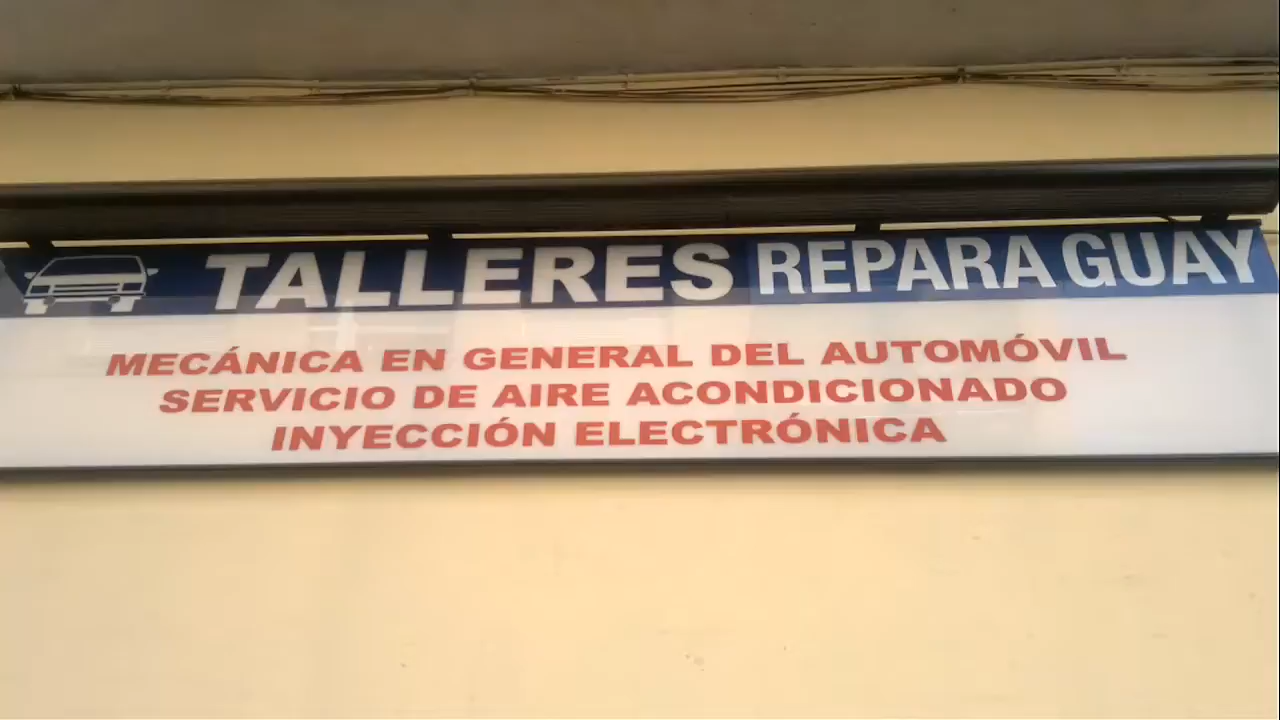 TALLERES REPARA GUAY
MECÁNICA EN GENERAL DEL AUTOMÓVIL
SERVICIO DE AIRE ACONDICIONADO
INYECCIÓN ELECTRÓNICA